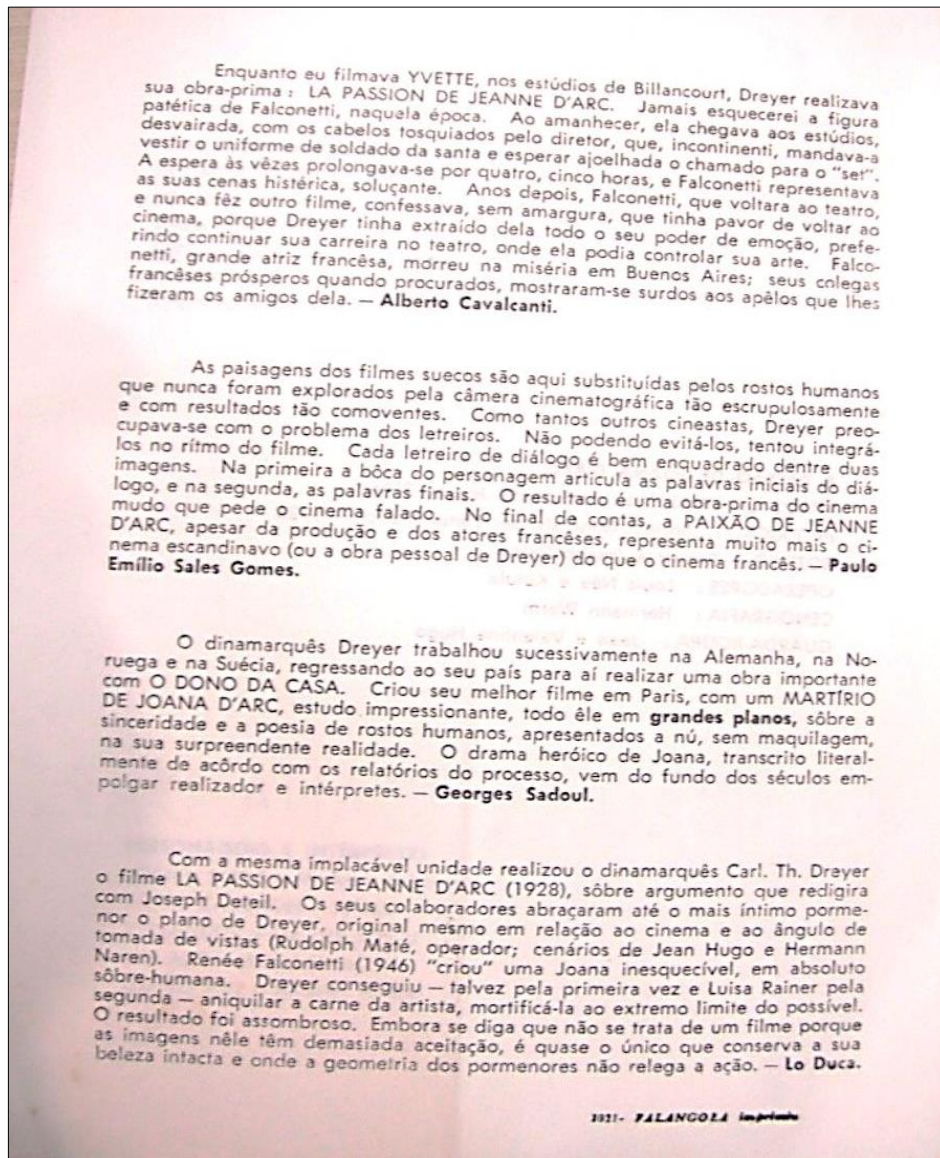 Enquanto eu filmava YVETTE, nos estúdios de Billancourt, Dreyer realizava
sua obra-prima : LA PASSION DE JEANNE D'ARC. Jamais esquecerei a figura
patética de Falconetti, naquela época. Ao amanhecer, ela chegava aos estúdios,
desvairada, com os cabelos tosquiados pelo diretor, que, incontinenti, mandava-a
vestir o uniforme de soldado da santa e esperar ajoelhada o chamado para o "set".
A espera às vêzes prolongava-se por quatro, cinco horas, e Falconetti representava
as suas cenas histérica, soluçante. Anos depois, Falconetti, que voltara ao teatro,
e nunca fêz outro filme, confessava, sem amargura, que tinha pavor de voltar ao
cinema, porque Dreyer tinha extraído dela todo o seu poder de emoção, prefe-
rindo continuar sua carreira no teatro, onde ela podia controlar sua arte. Falco-
netti, grande atriz francêsa, morreu na miséria em Buenos Aires; seus colegas
francêses prósperos quando procurados, mostraram-se surdos aos apêlos que lhes
fizeram os amigos dela. — Alberto Cavalcanti.
As paisagens dos filmes suecos são aqui substituídas pelos rostos humanos
que nunca foram explorados pela câmera cinematográfica tão escrupulosamente
e com resultados tão comoventes. Como tantos outros cineastas, Dreyer preo-
cupava-se com o problema dos letreiros. Não podendo evitá-los, tentou integrá-
los no rítmo do filme. Cada letreiro de diálogo é bem enquadrado dentre duas
imagens. Na primeira a bôca do personagem articula as palavras iniciais do diá-
logo, e na segunda, as palavras finais. O resultado é uma obra-prima do cinema
mudo que pede o cinema falado. No final de contas, a PAIXÃO DE JEANNE
D'ARC, apesar da produção e dos atores francêses, representa muito mais o ci-
nema escandinavo (ou a obra pessoal de Dreyer) do que o cinema francês. — Paulo
Emílio Sales Gomes.
O dinamarquês Dreyer trabalhou sucessivamente na Alemanha, na No-
ruega e na Suécia, regressando ao seu país para aí realizar uma obra importante
com O DONO DA CASA. Criou seu melhor filme em Paris, com um MARTÍRIO
DE JOANA D'ARC, estudo impressionante, todo êle em grandes planos, sôbre a
sinceridade e a poesia de rostos humanos, apresentados a nú, sem maquilagem,
na sua surpreendente realidade. O drama heróico de Joana, transcrito literal-
mente de acôrdo com os relatórios do processo, vem do fundo dos séculos em-
polgar realizador e intérpretes. — Georges Sadoul.
Com a mesma implacável unidade realizou o dinamarquês Carl. Th. Dreyer
o filme LA PASSION DE JEANNE D'ARC (1928), sôbre argumento que redigira
com Joseph Deteil. Os seus colaboradores abraçaram até o mais íntimo porme-
nor o plano de Dreyer, original mesmo em relação ao cinema e ao ângulo de
tomada de vistas (Rudolph Maté, operador; cenários de Jean Hugo e Hermann
Naren). Renée Falconetti (1946) "criou" uma Joana inesquecível, em absoluto
sôbre-humana. Dreyer conseguiu — talvez pela primeira vez e Luisa Rainer pela
segunda — aniquilar a carne da artista, mortificá-la ao extremo limite do possível.
O resultado foi assombroso. Embora se diga que não se trata de um filme porque
as imagens nêle têm demasiada aceitação, é quase o único que conserva a sua
beleza intacta e onde a geometria dos pormenores não relega a ação. — Lo Duca.
2021- FALANGOLA imprimiu